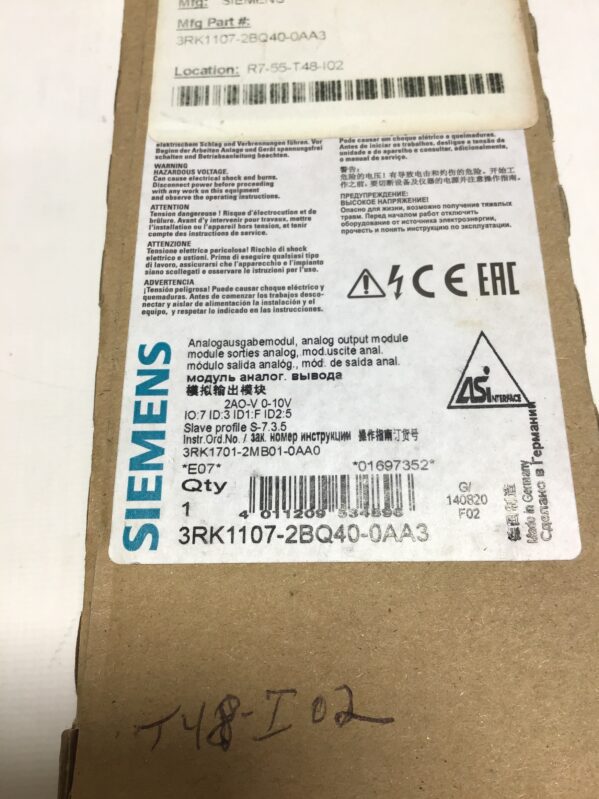 Mfg: SIEMENS
Mfg Part #:
3RK1107-2BQ40-0AA3
Location: R7-55-T48-I02
elektrischem Schlag und Verbrennungen führen. Vor
Beginn der Arbeiten Anlage und Gerät spannungsfrei
schalten und Betriebsanleitung beachten.
WARNING
HAZARDOUS VOLTAGE.
Can cause electrical shock and burns.
Disconnect power before proceeding
with any work on this equipment
and observe the operating instructions.
ATTENTION
Tension dangereuse ! Risque d'électrocution et de
brûlure. Avant d'y intervenir pour travaux, mettre
l'installation ou l'appareil hors tension, et tenir
compte des instructions de service.
ATTENZIONE
Tensione elettrica pericolosa! Rischio di shock
elettrico e ustioni. Prima di eseguire qualsiasi tipo
di lavoro, assicurarsi che l'apparecchio e l'impianto
siano scollegati e osservare le istruzioni per l'uso.
ADVERTENCIA
¡Tensión peligrosa! Puede causar choque eléctrico y
quemaduras. Antes de comenzar los trabajos desco-
nectar y aislar de alimentación la instalación y el
equipo, y respetar lo indicado en las instrucciones.
Pode causar um choque elétrico e queimaduras.
Antes de iniciar os trabalhos, desligue a tensão da
unidade e do aparelho e consultar, adicionalmente,
o manual de serviço.
警告:
危险的电压!有导致电击和灼伤的危险。开始工
作之前,要切断设备及仪器的电源并注意操作指南。
ПРЕДУПРЕЖДЕНИЕ:
ВЫСОКОЕ НАПРЯЖЕНИЕ!
Опасно для жизни, возможно получение тяжелых
травм. Перед началом работ отключить
оборудование от источника электроэнергии,
прочесть и понять инструкцию по эксплуатации.
CE EAC
SIEMENS
Analogausgabemodul, analog output module
module sorties analog, mod.uscite anal.
módulo salida analóg., mód. de saída anal.
модуль аналог. вывода
模拟输出模块
2AO-V 0-10V
IO:7 ID:3 ID1:F ID2:5
Slave profile S-7.3.5
Instr.Ord.No. / зак. номер инструкции 操作指南订货号
3RK1701-2MB01-0AA0
*E07* *01697352*
Qty
1
4 011209 534896
3RK1107-2BQ40-0AA3
ASi INTERFACE
G/
140820
F02
Made in Germany
Сделано в Германии
T48-I02